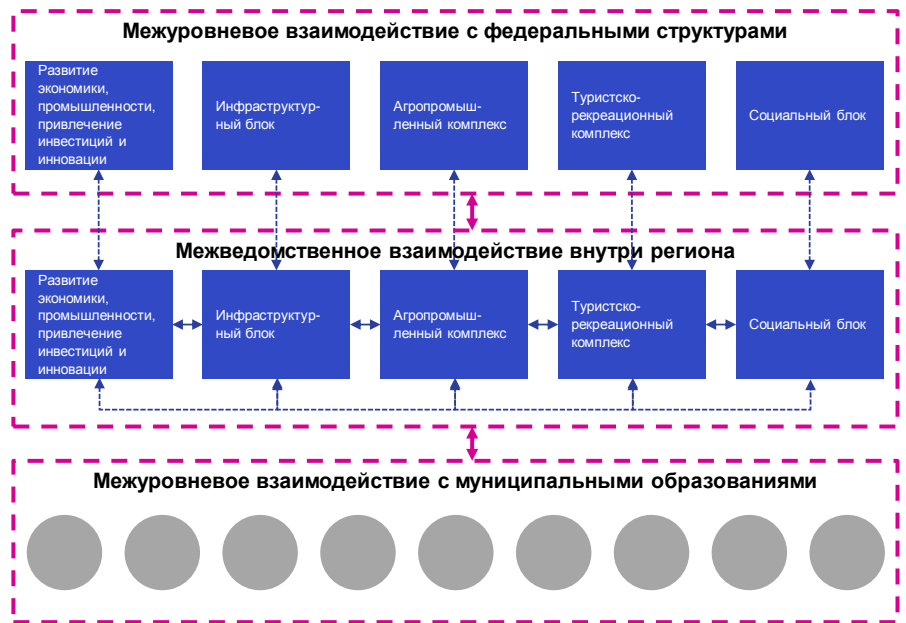 Межуровневое взаимодействие с федеральными структурами
Развитие
экономики,
промышленности,
привлечение
инвестиций и
инновации
Инфраструктур-
ный блок
Агропромыш-
ленный комплекс
Туристско-
рекреационный
комплекс
Социальный блок
Межведомственное взаимодействие внутри региона
Развитие
экономики,
промышленности,
привлечение
инвестиций и
инновации
Инфраструктур-
ный блок
Агропромыш-
ленный комплекс
Туристско-
рекреационный
комплекс
Социальный блок
Межуровневое взаимодействие с муниципальными образованиями